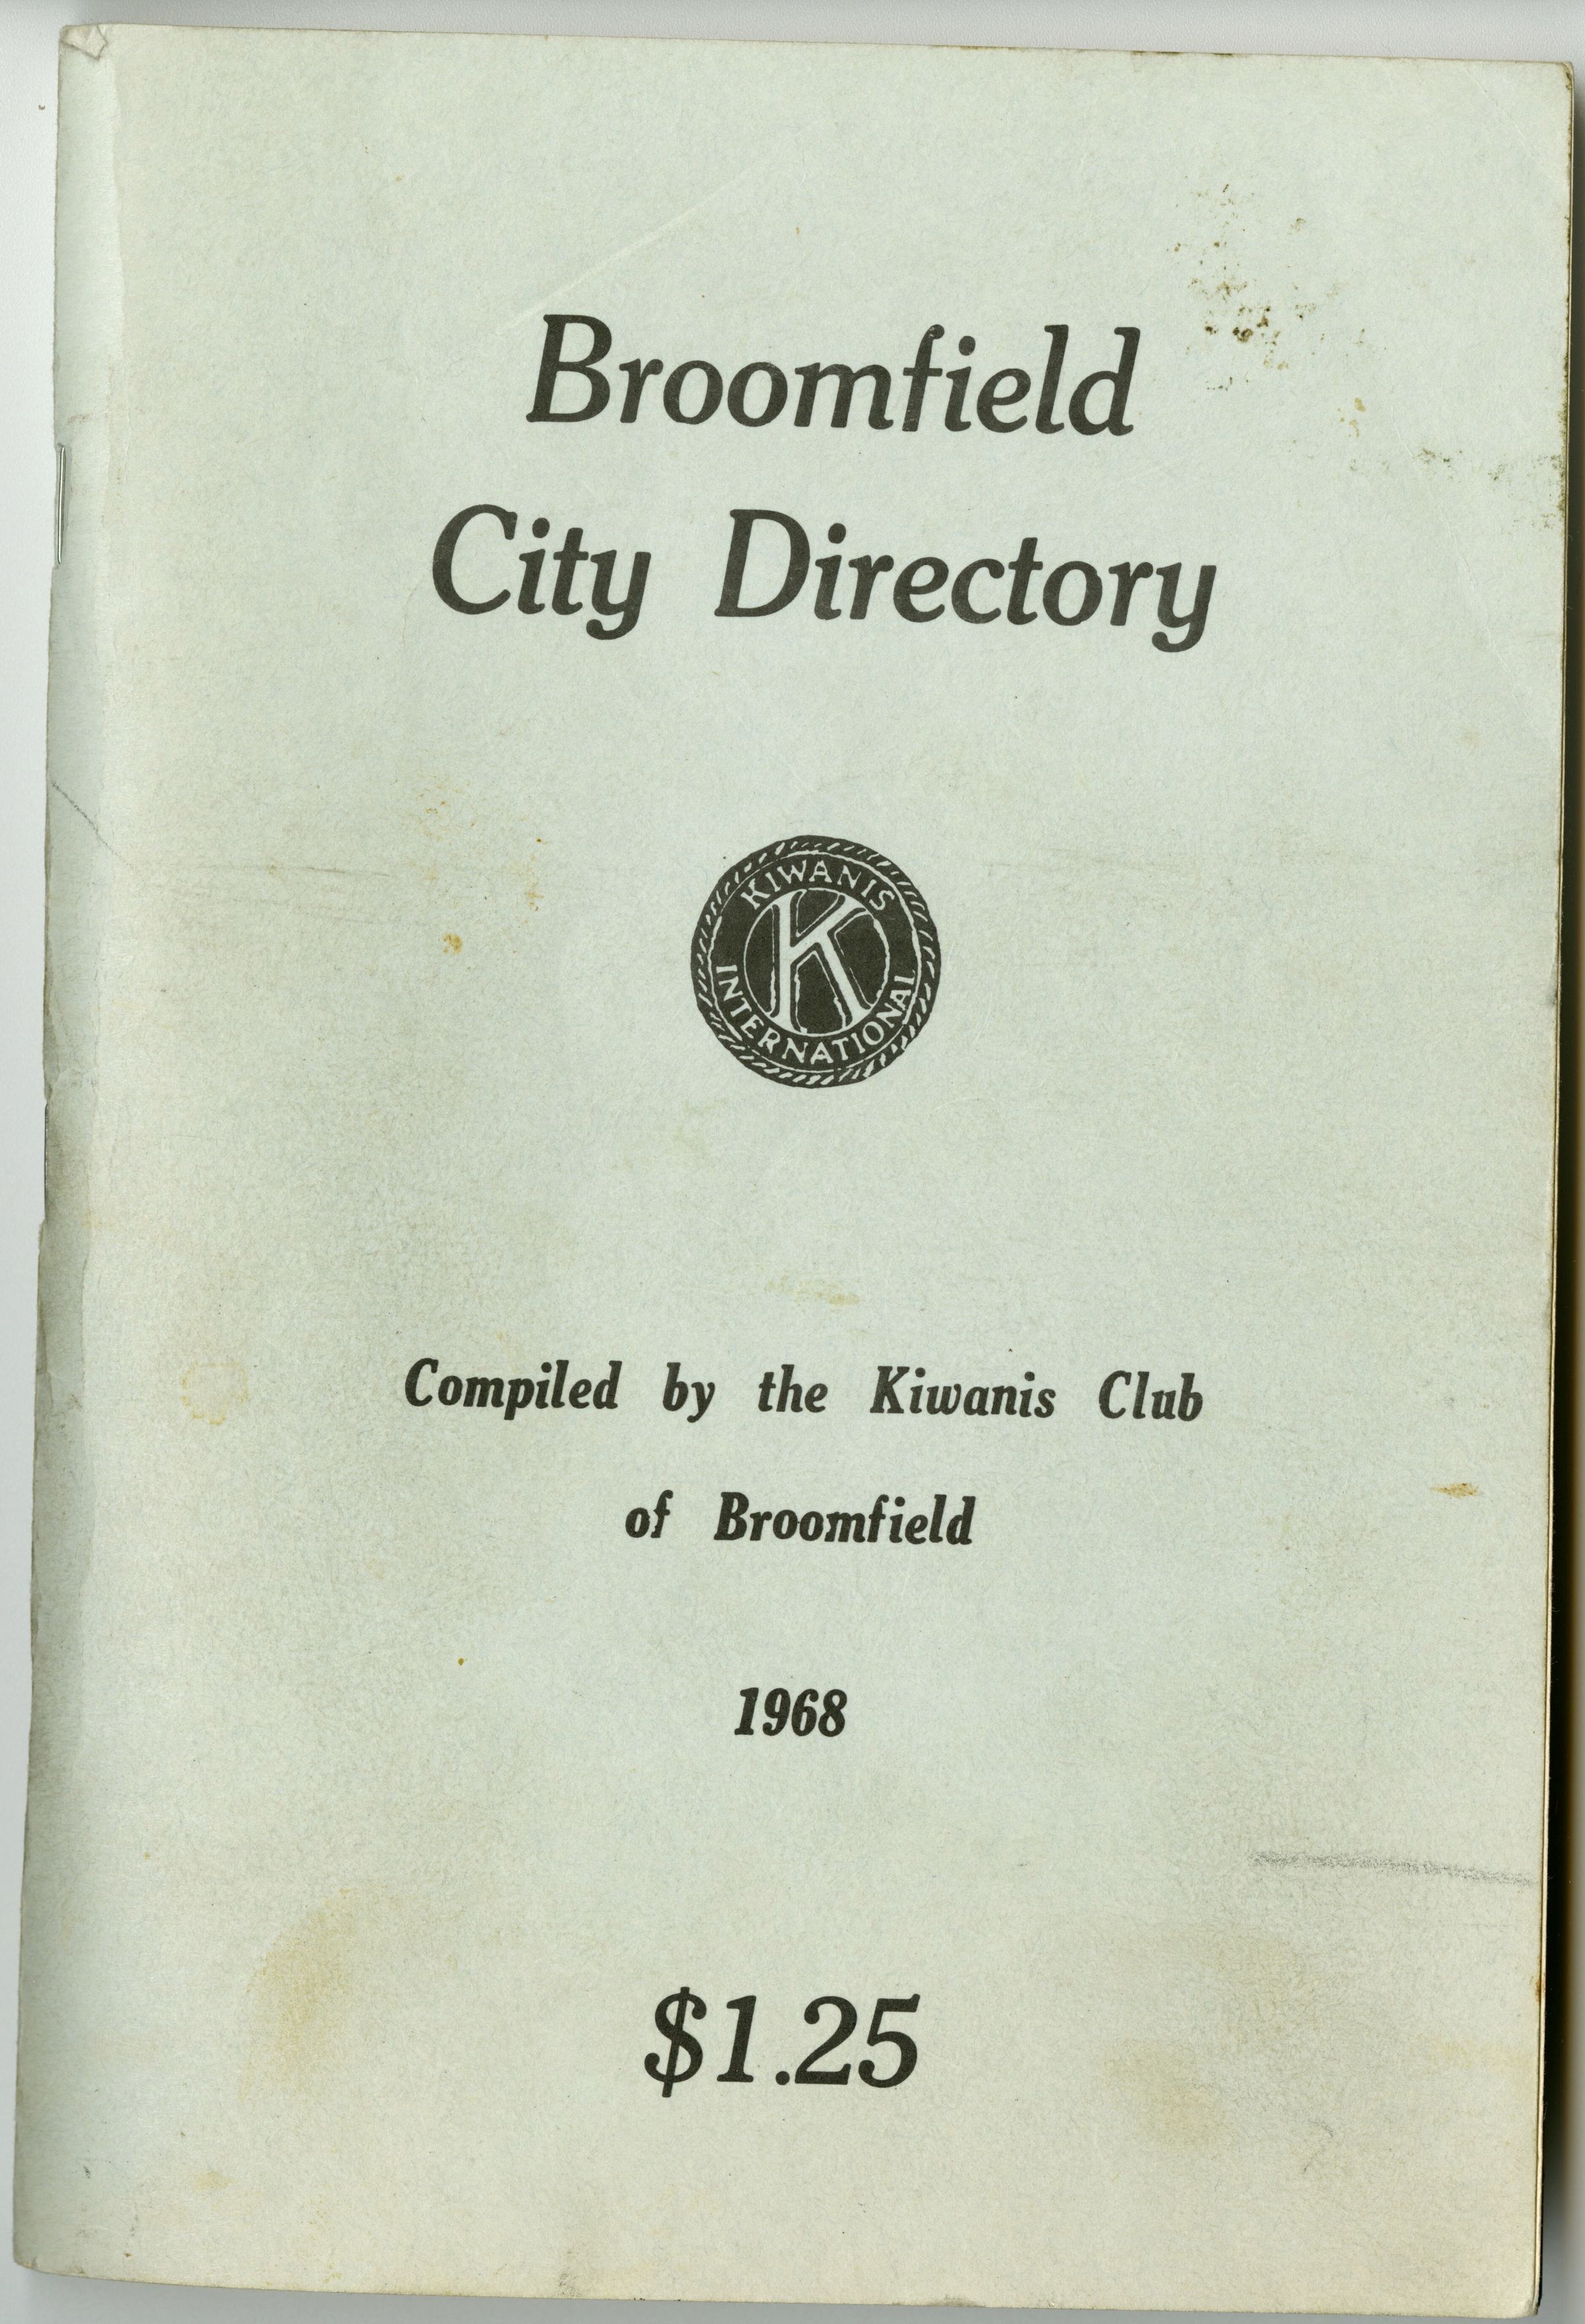 Broomfield
City Directory
KIWANIS
K
INTERNATIONAL
Compiled by the Kiwanis Club
of Broomfield
1968
$1.25